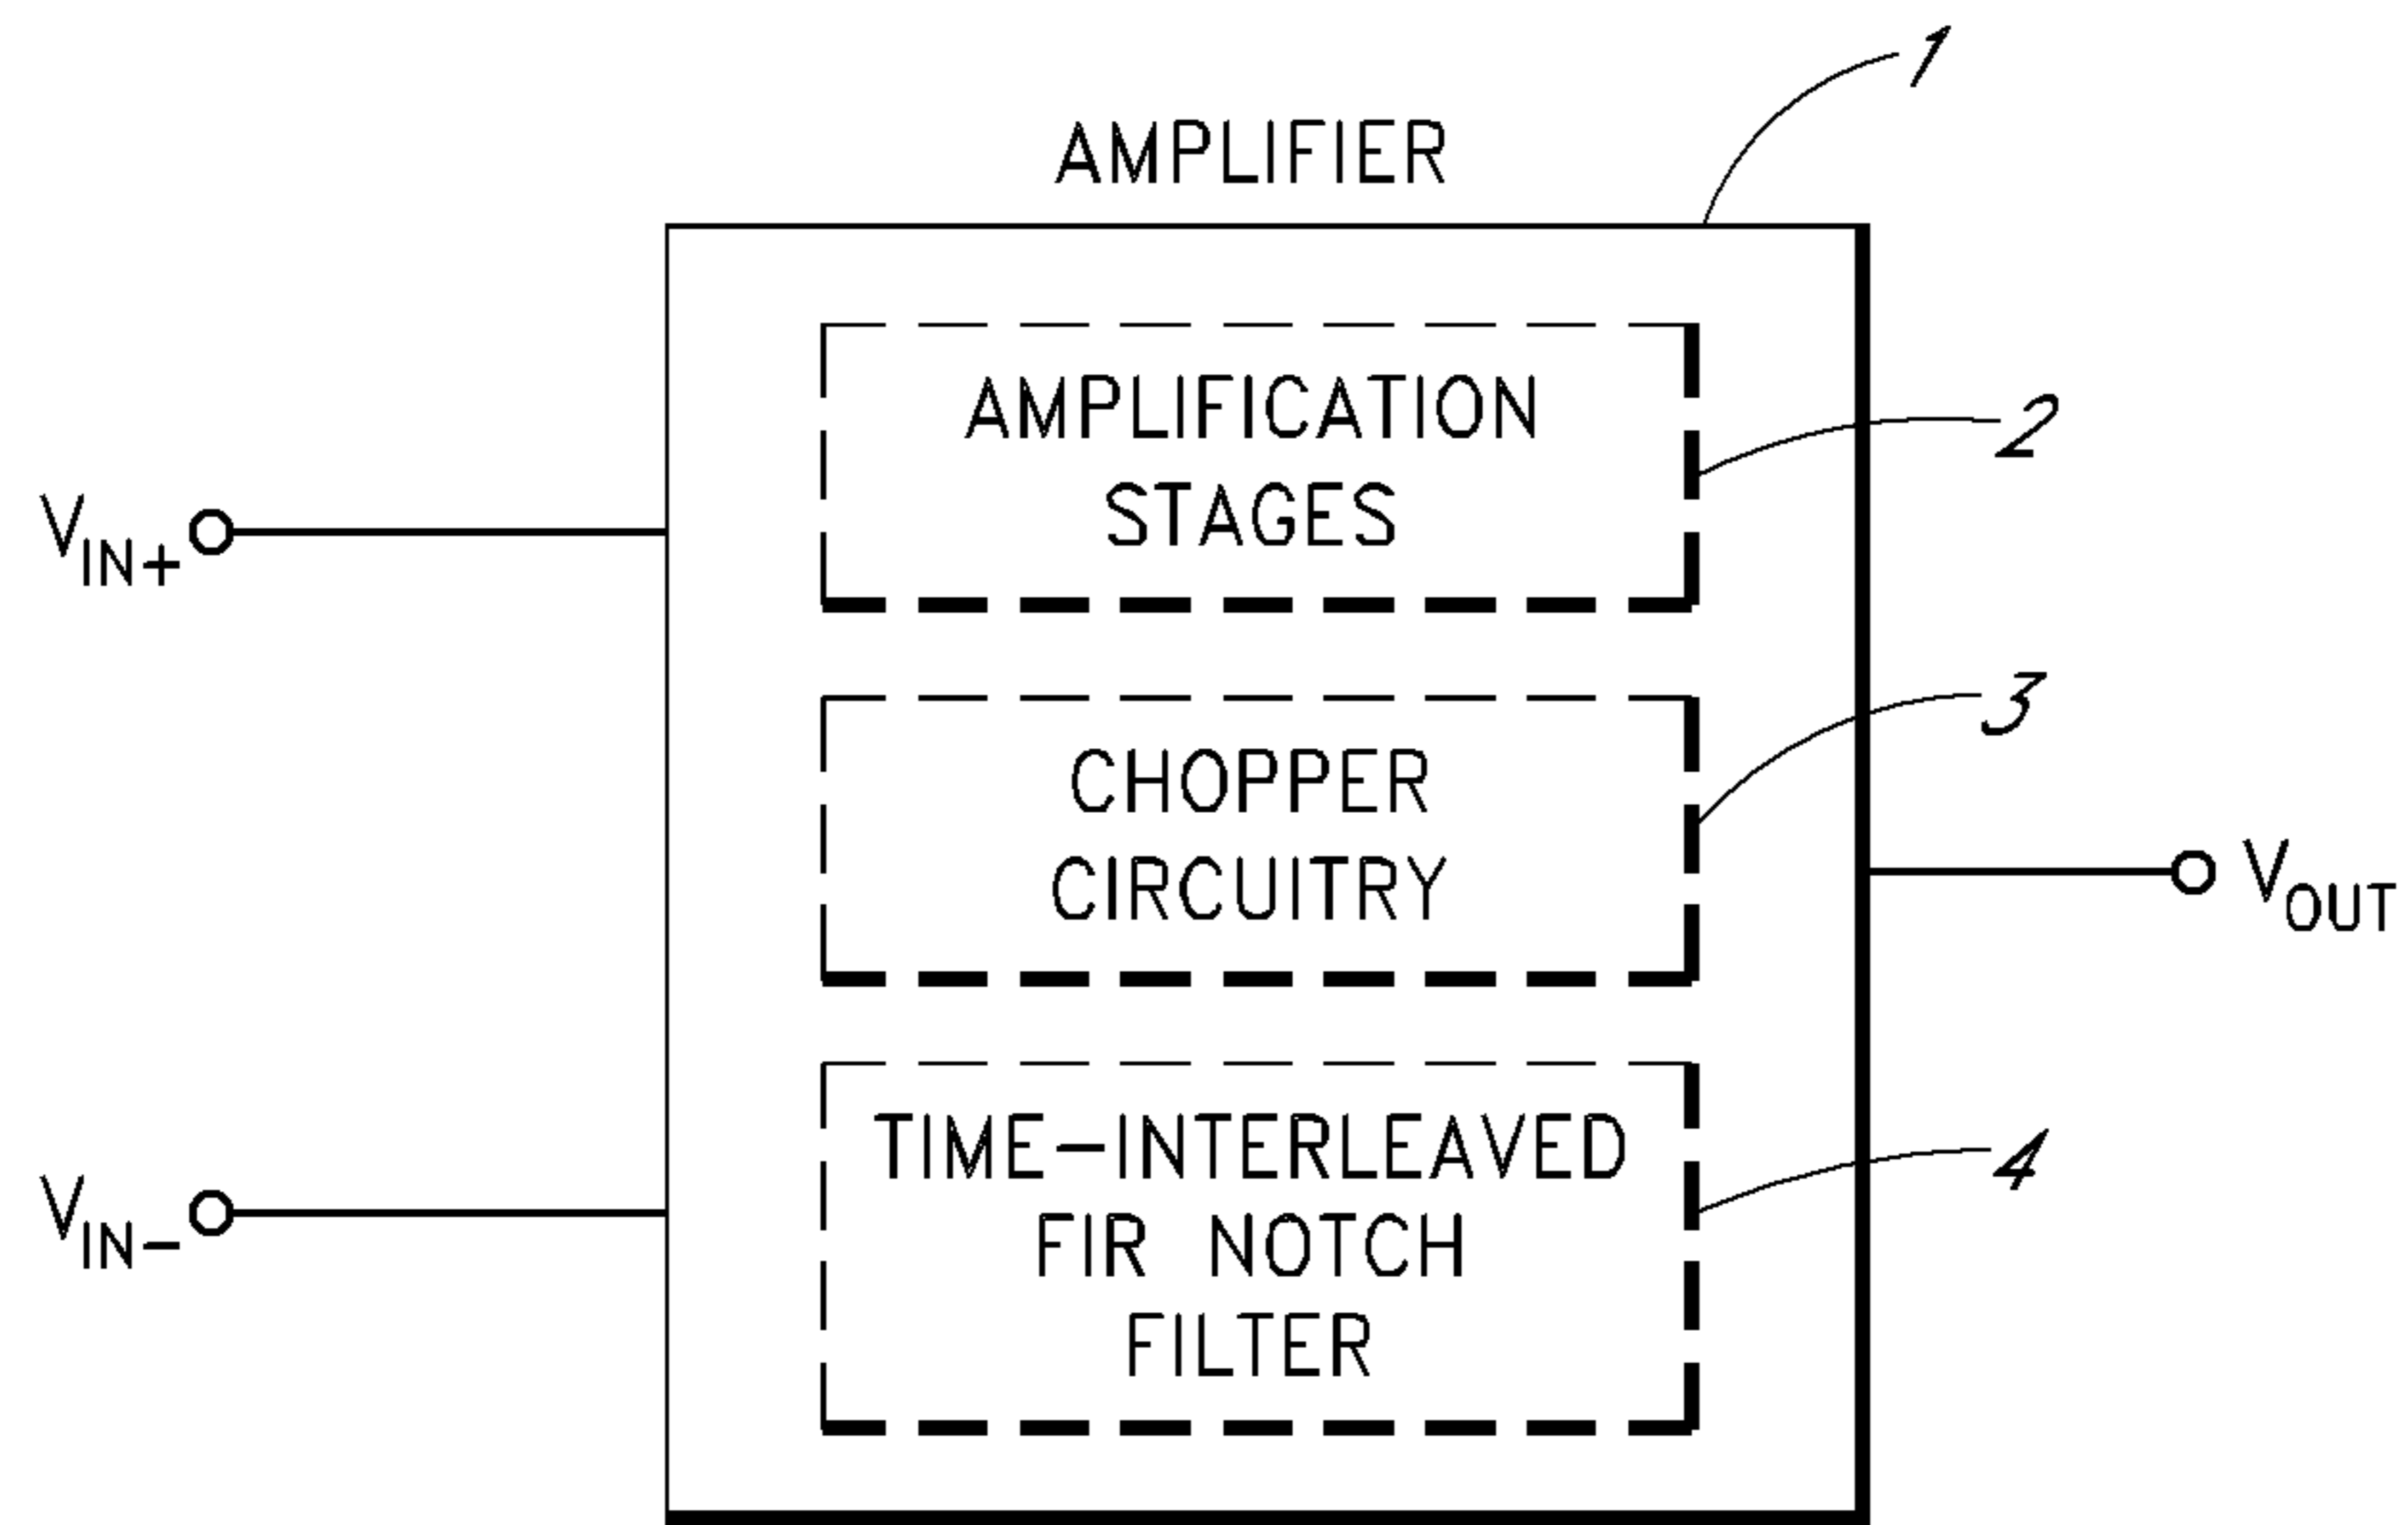 1
AMPLIFIER
AMPLIFICATION
STAGES
2
VIN+
CHOPPER
CIRCUITRY
3
VOUT
TIME-INTERLEAVED
FIR NOTCH
FILTER
4
VIN-